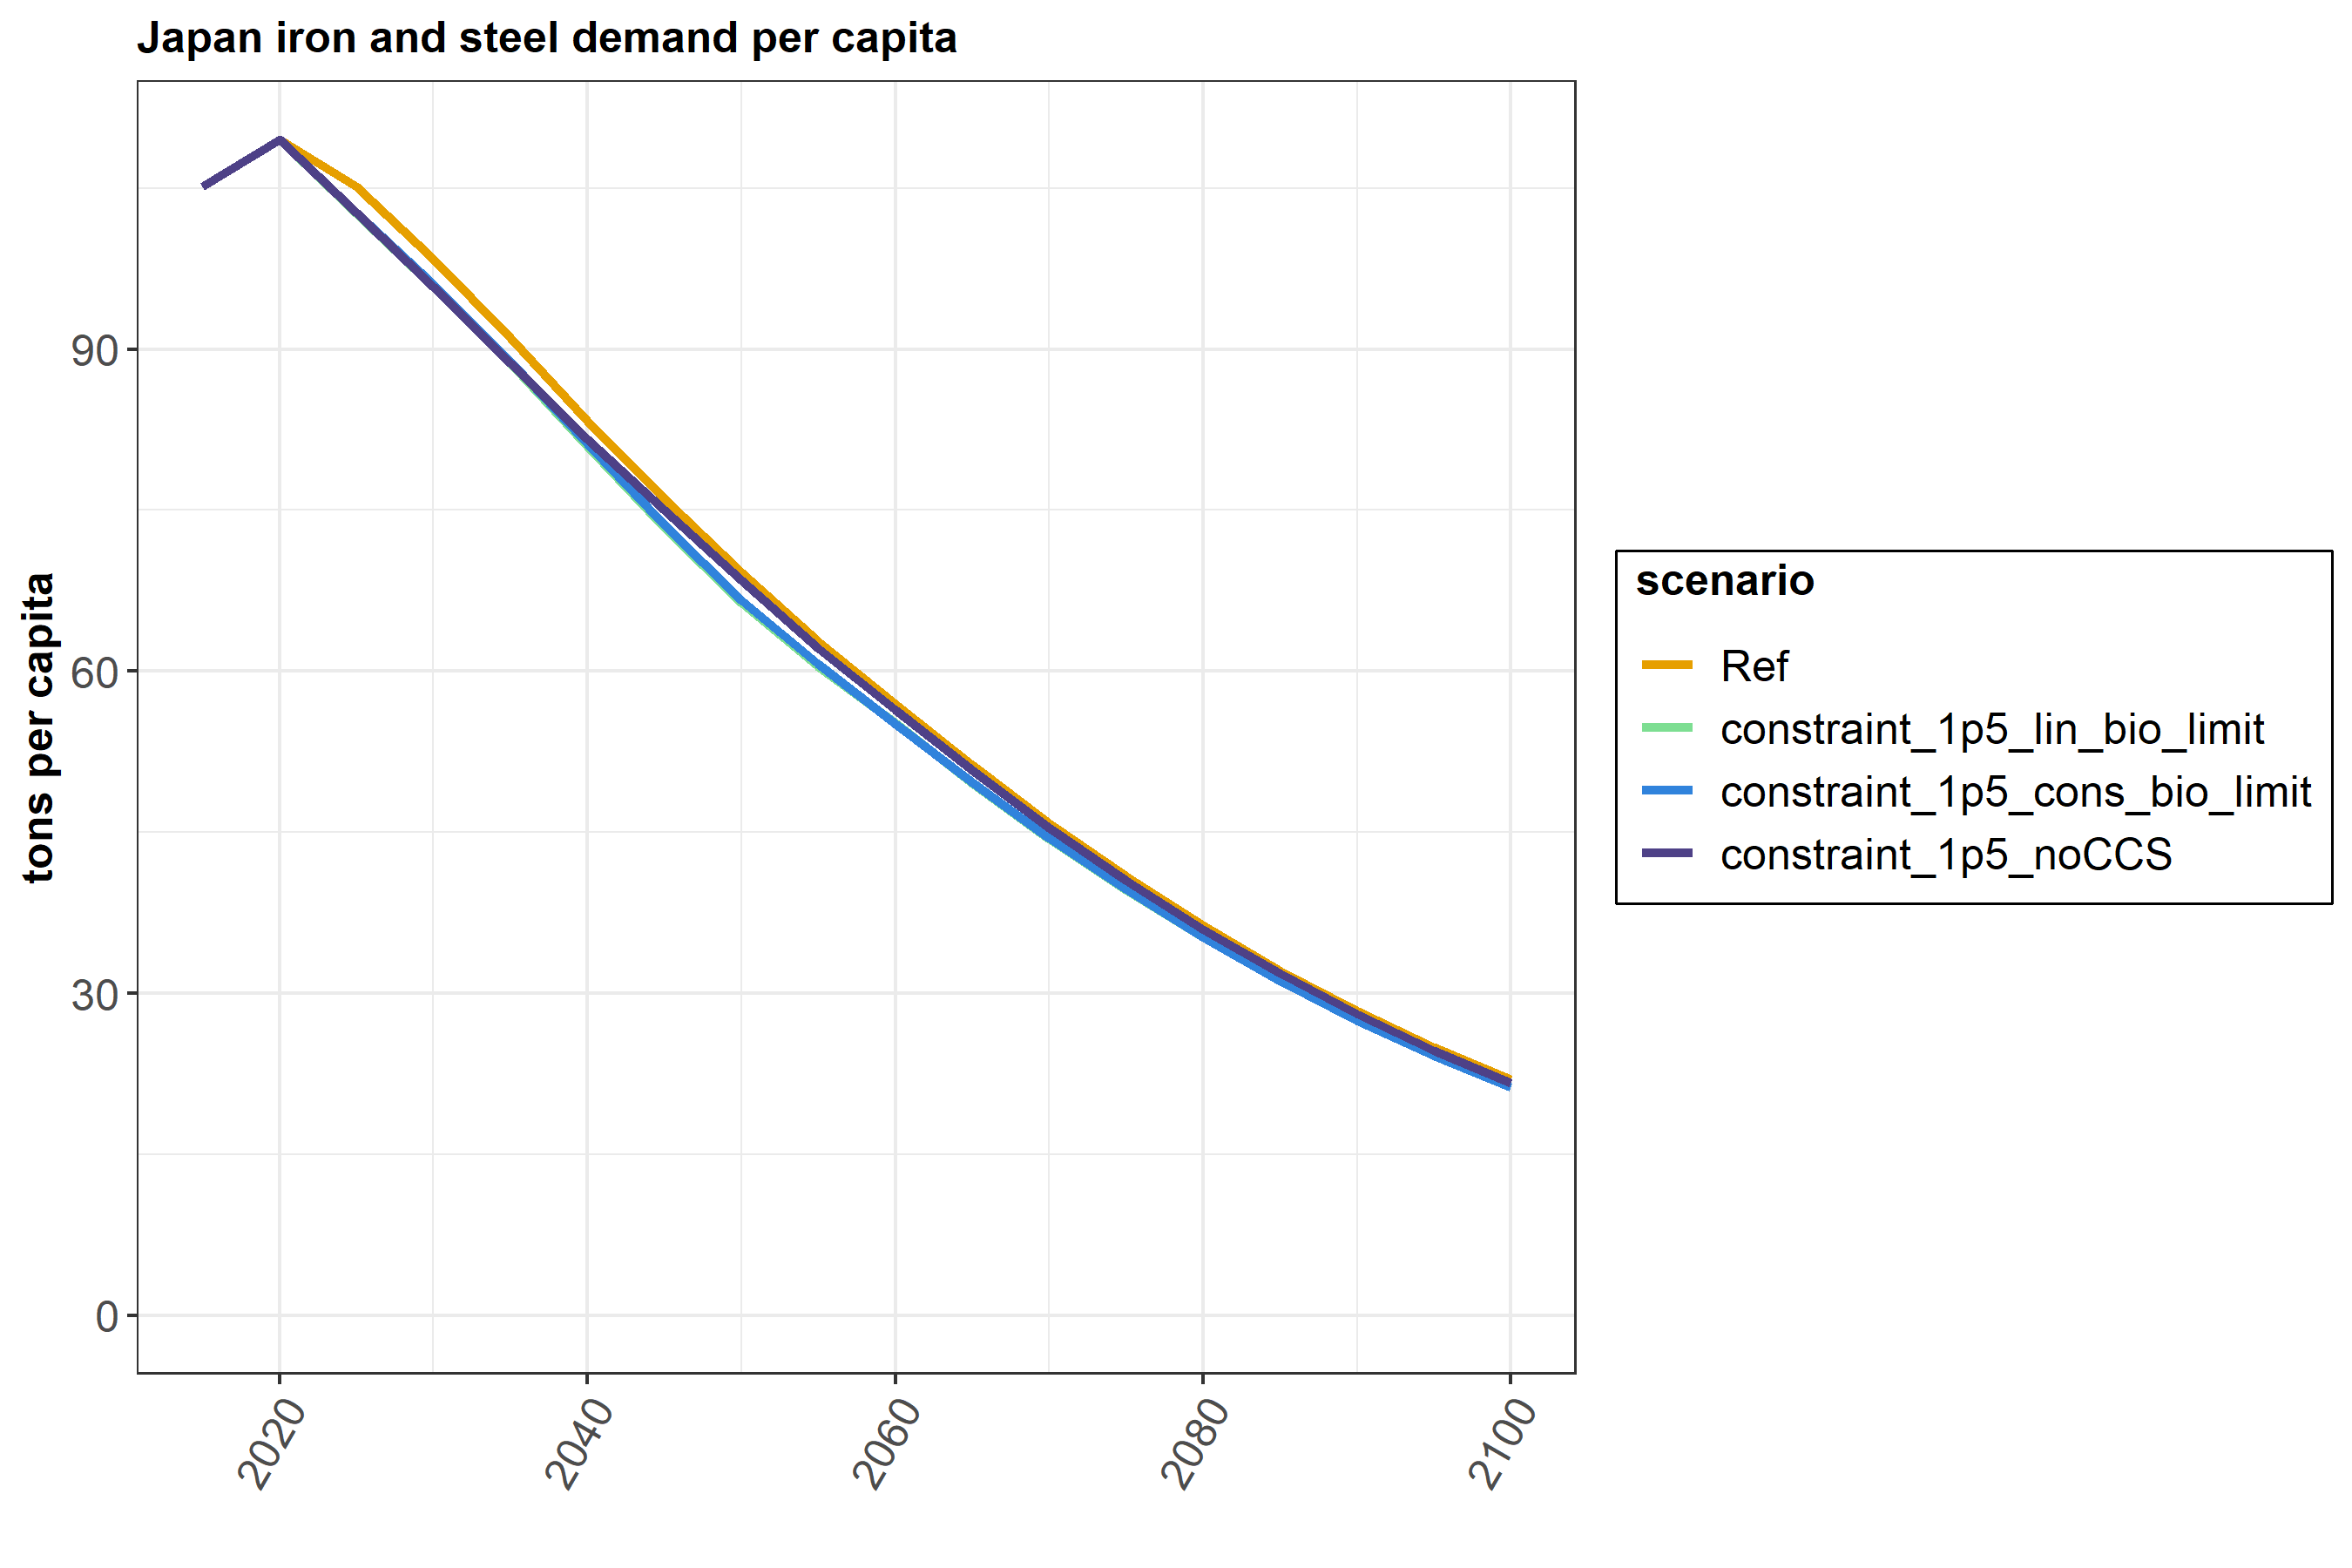 Japan iron and steel demand per capita
tons per capita
90
60
30
0
2020
2040
2060
2080
2100
scenario
Ref
constraint_1p5_lin_bio_limit
constraint_1p5_cons_bio_limit
constraint_1p5_noCCS